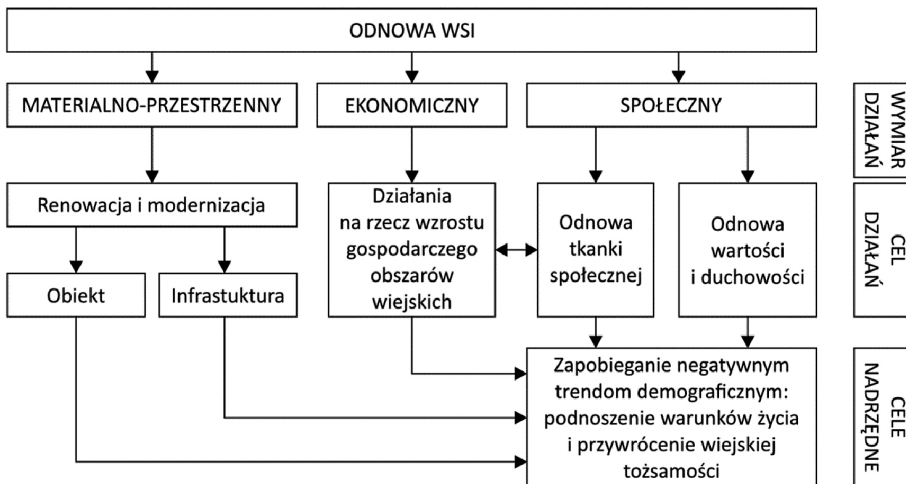 ODNOWA WSI
MATERIALNO-PRZESTRZENNY
EKONOMICZNY
SPOŁECZNY
WYMIAR
DZIAŁAŃ
Renowacja i modernizacja
Obiekt
Infrastuktura
Działania
na rzecz wzrostu
gospodarczego
obszarów
wiejskich
Odnowa
tkanki
społecznej
Odnowa
wartości
i duchowości
CEL
DZIAŁAŃ
Zapobieganie negatywnym
trendom demograficznym:
podnoszenie warunków życia
i przywrócenie wiejskiej
tożsamości
CELE
NADRZĘDNE